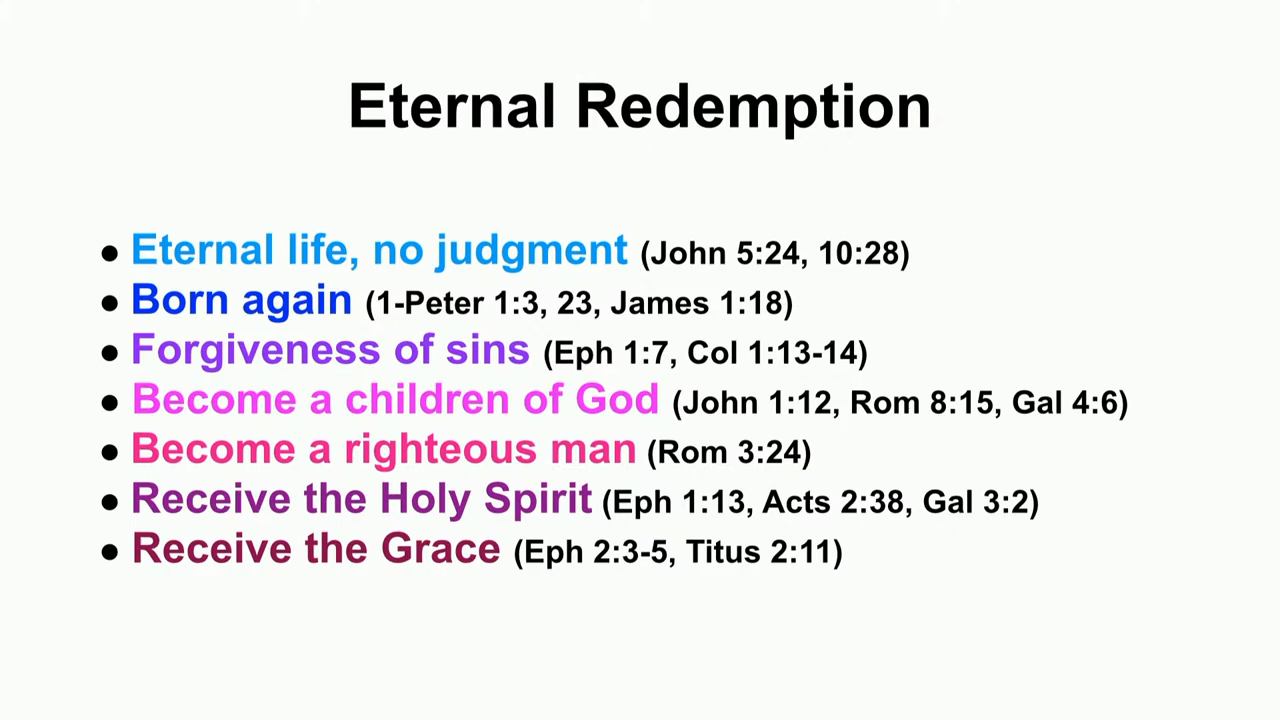 Eternal Redemption
● Eternal life, no judgment (John 5:24, 10:28)
● Born again (1-Peter 1:3, 23, James 1:18)
● Forgiveness of sins (Eph 1:7, Col 1:13-14)
● Become a children of God (John 1:12, Rom 8:15, Gal 4:6)
● Become a righteous man (Rom 3:24)
● Receive the Holy Spirit (Eph 1:13, Acts 2:38, Gal 3:2)
● Receive the Grace (Eph 2:3-5, Titus 2:11)